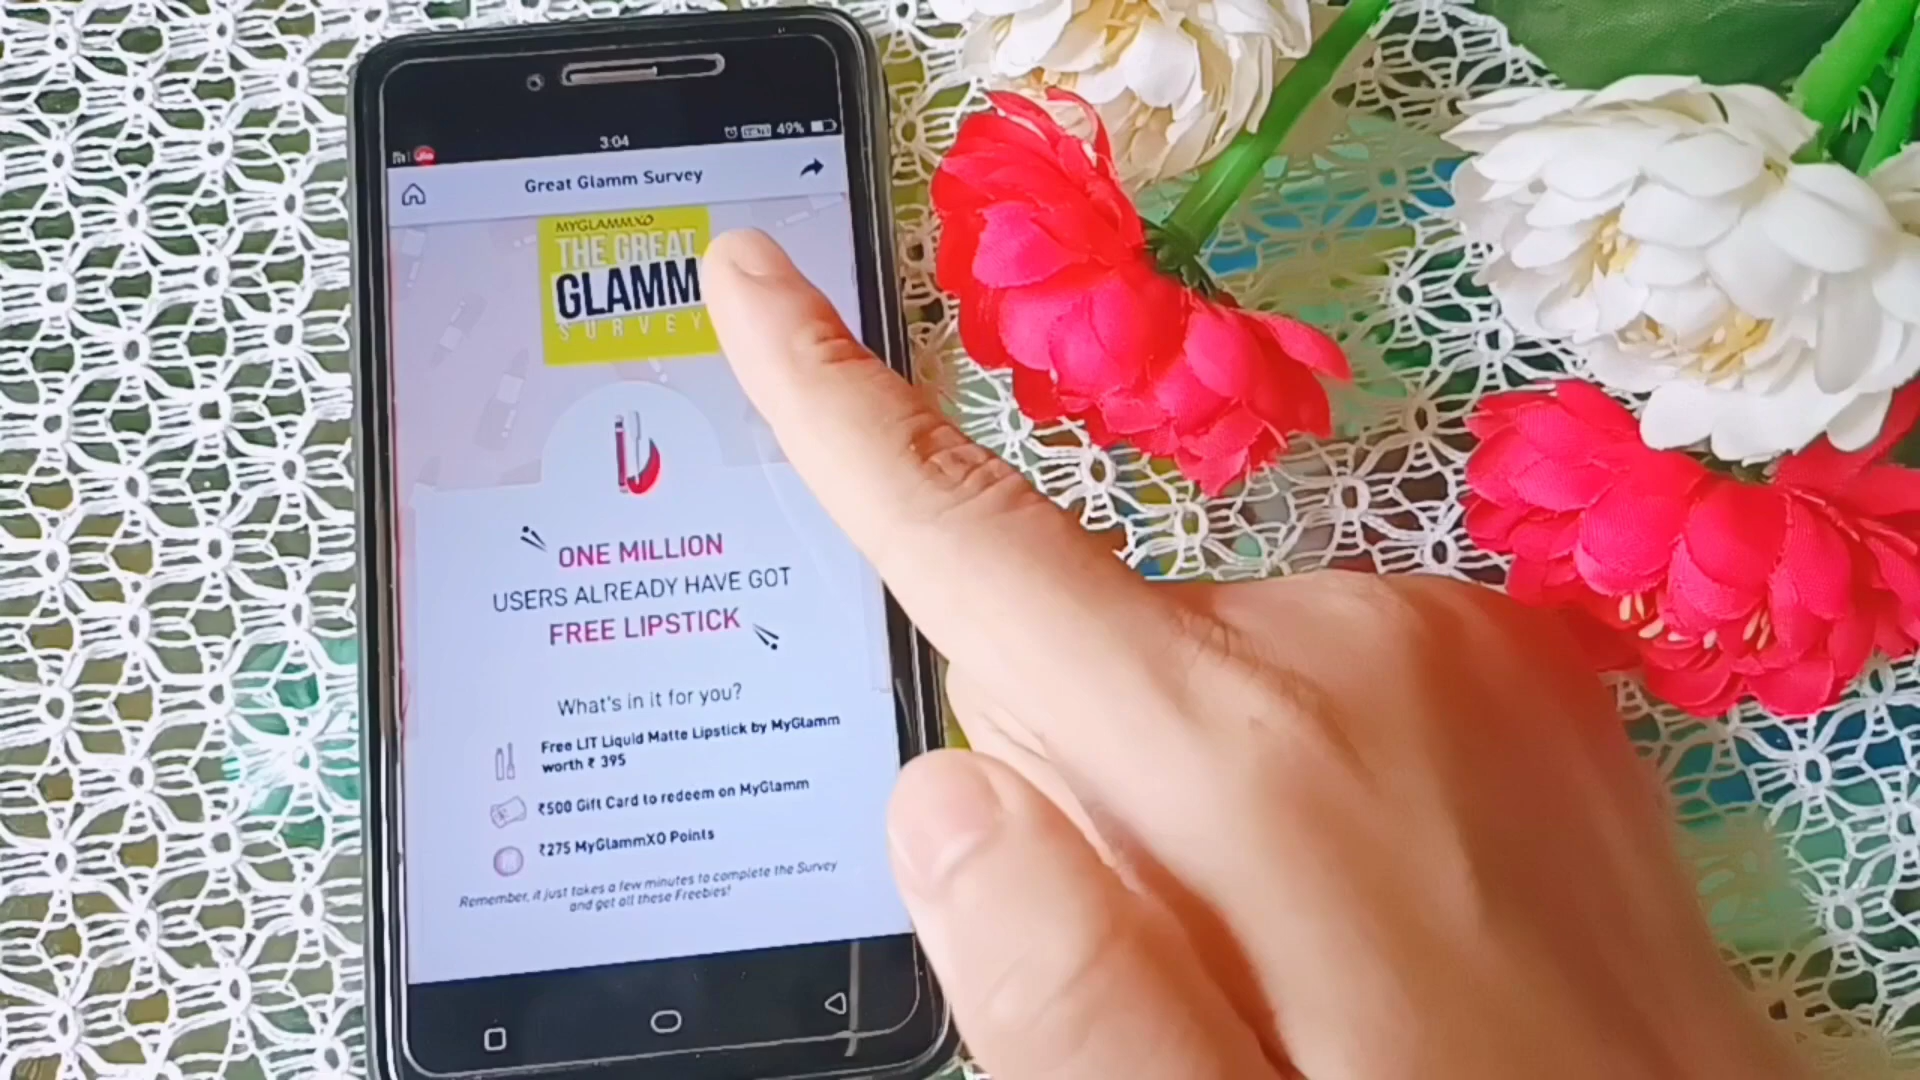 3:04
49%
Jio
Great Glamm Survey
MYGLAMMXO
THE GREAT
GLAMM
SURVEY
ONE MILLION
USERS ALREADY HAVE GOT
FREE LIPSTICK
What's in it for you?
Free LIT Liquid Matte Lipstick by MyGlamm
worth ₹ 395
₹500 Gift Card to redeem on MyGlamm
₹275 MyGlammXO Points
Remember, it just takes a few minutes to complete the Survey
and get all these Freebies!